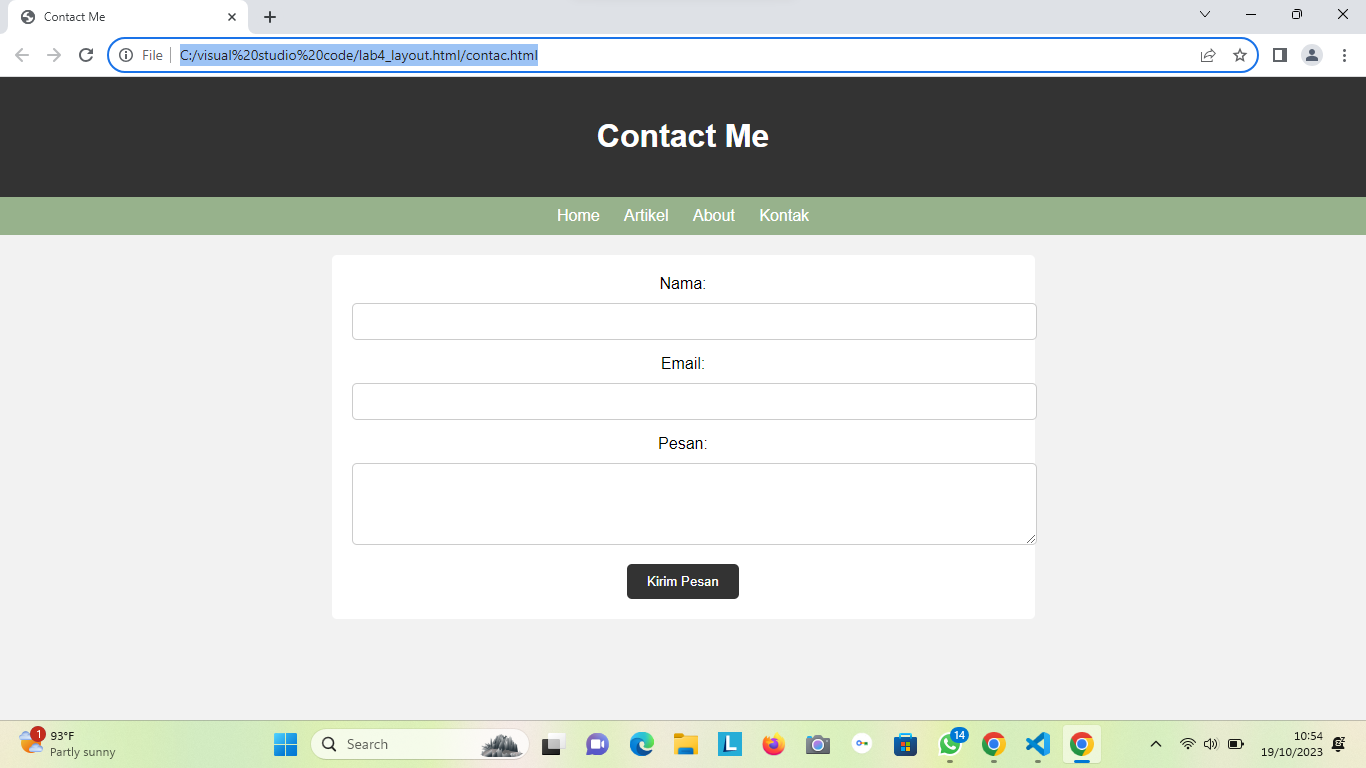 Contact Me
File C:/visual%20studio%20code/lab4_layout.html/contac.html
Contact Me
Home Artikel About Kontak
Nama:
Email:
Pesan:
Kirim Pesan
1
93°F
Partly sunny
Search
L
14
10:54
19/10/2023